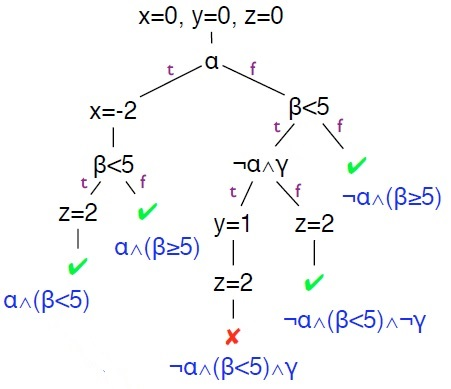 x=0, y=0, z=0
α
t f
x=-2 β<5
t f
β<5 ¬α∧γ ✔
t f t f ¬α∧(β≥5)
z=2 ✔ y=1 z=2
α∧(β≥5)
✔ z=2 ✔
α∧(β<5)
✘ ¬α∧(β<5)∧¬γ
¬α∧(β<5)∧γ